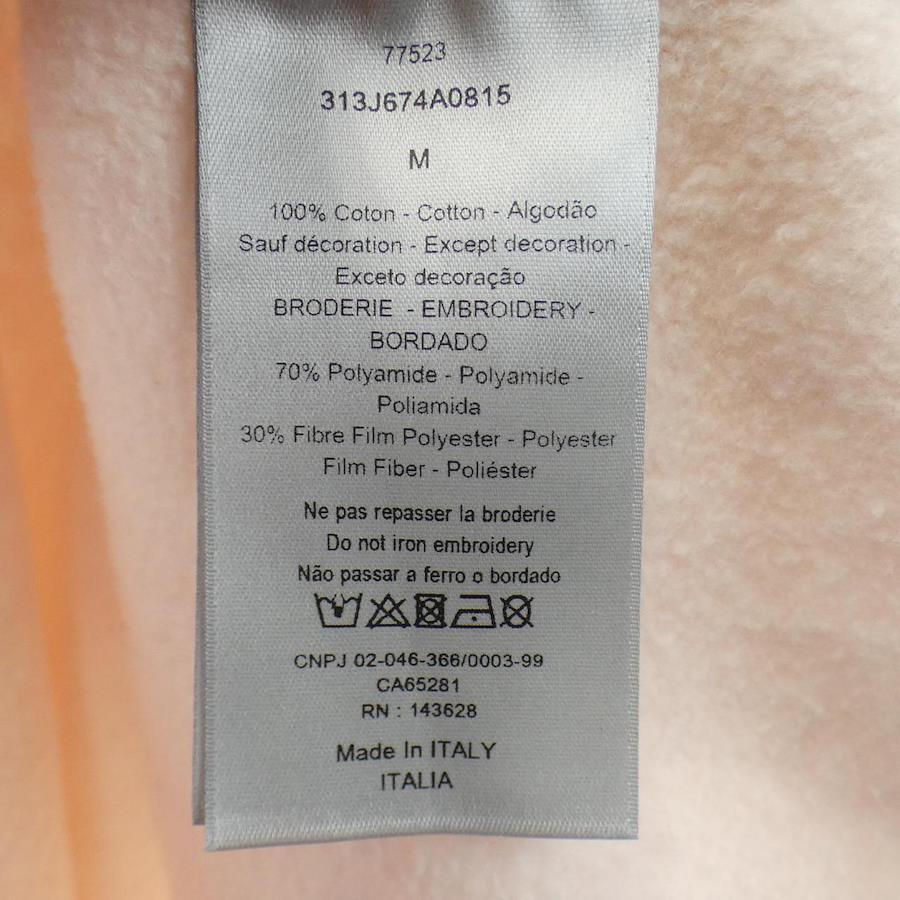 77523
313J674A0815
M
100% Coton - Cotton - Algodão
Sauf décoration - Except decoration -
Exceto decoração
BRODERIE - EMBROIDERY -
BORDADO
70% Polyamide - Polyamide -
Poliamida
30% Fibre Film Polyester - Polyester
Film Fiber - Poliéster
Ne pas repasser la broderie
Do not iron embroidery
Não passar a ferro o bordado
CNPJ 02-046-366/0003-99
CA65281
RN : 143628
Made In ITALY
ITALIA